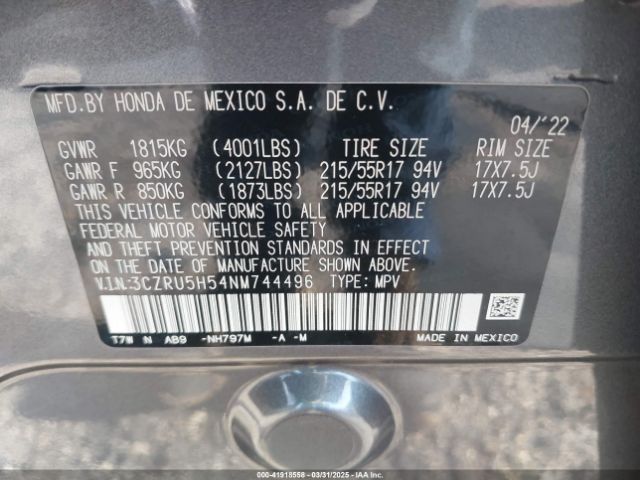 MFD.BY HONDA DE MEXICO S.A. DE C.V.
04/'22
GVWR 1815KG (4001LBS) TIRE SIZE RIM SIZE
GAWR F 965KG (2127LBS) 215/55R17 94V 17X7.5J
GAWR R 850KG (1873LBS) 215/55R17 94V 17X7.5J
THIS VEHICLE CONFORMS TO ALL APPLICABLE
FEDERAL MOTOR VEHICLE SAFETY
AND THEFT PREVENTION STANDARDS IN EFFECT
ON THE DATE OF MANUFACTURE SHOWN ABOVE.
V.I.N:3CZRU5H54NM744496 TYPE: MPV
T7W N AB9 -NH797M -A -M MADE IN MEXICO
000-41918558 - 03/31/2025 - IAA Inc.